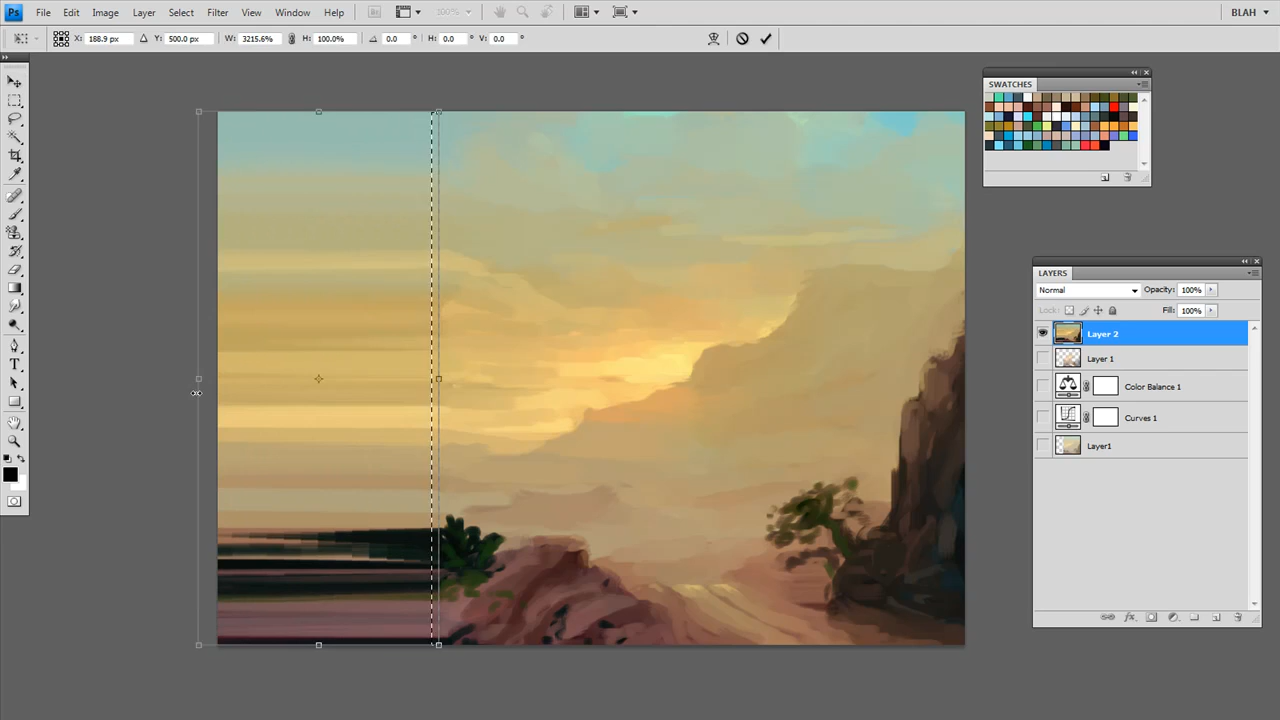 Ps File Edit Image Layer Select Filter View Window Help 100% BLAH
X: 188.9 px Y: 500.0 px W: 3215.6% H: 100.0% 0.0 ° H: 0.0 ° V: 0.0 °
SWATCHES
LAYERS
Normal Opacity: 100%
Lock: Fill: 100%
Layer 2
Layer 1
Color Balance 1
Curves 1
Layer1
T